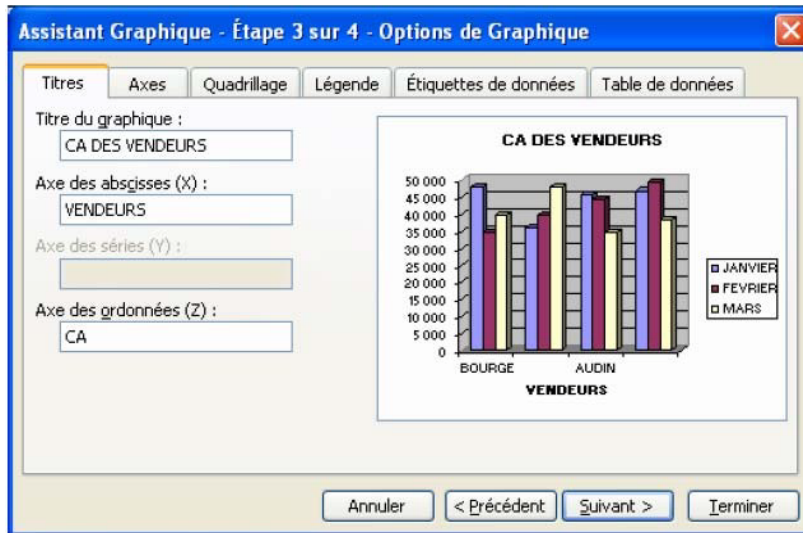 Assistant Graphique - Étape 3 sur 4 - Options de Graphique
Titres
Axes
Quadrillage
Légende
Étiquettes de données
Table de données
Titre du graphique :
CA DES VENDEURS
Axe des abscisses (X) :
VENDEURS
Axe des séries (Y) :
Axe des ordonnées (Z) :
CA
CA DES VENDEURS
50 000
45 000
40 000
35 000
30 000
25 000
20 000
15 000
10 000
5 000
0
BOURGE
AUDIN
VENDEURS
JANVIER
FEVRIER
MARS
Annuler
< Précédent
Suivant >
Terminer